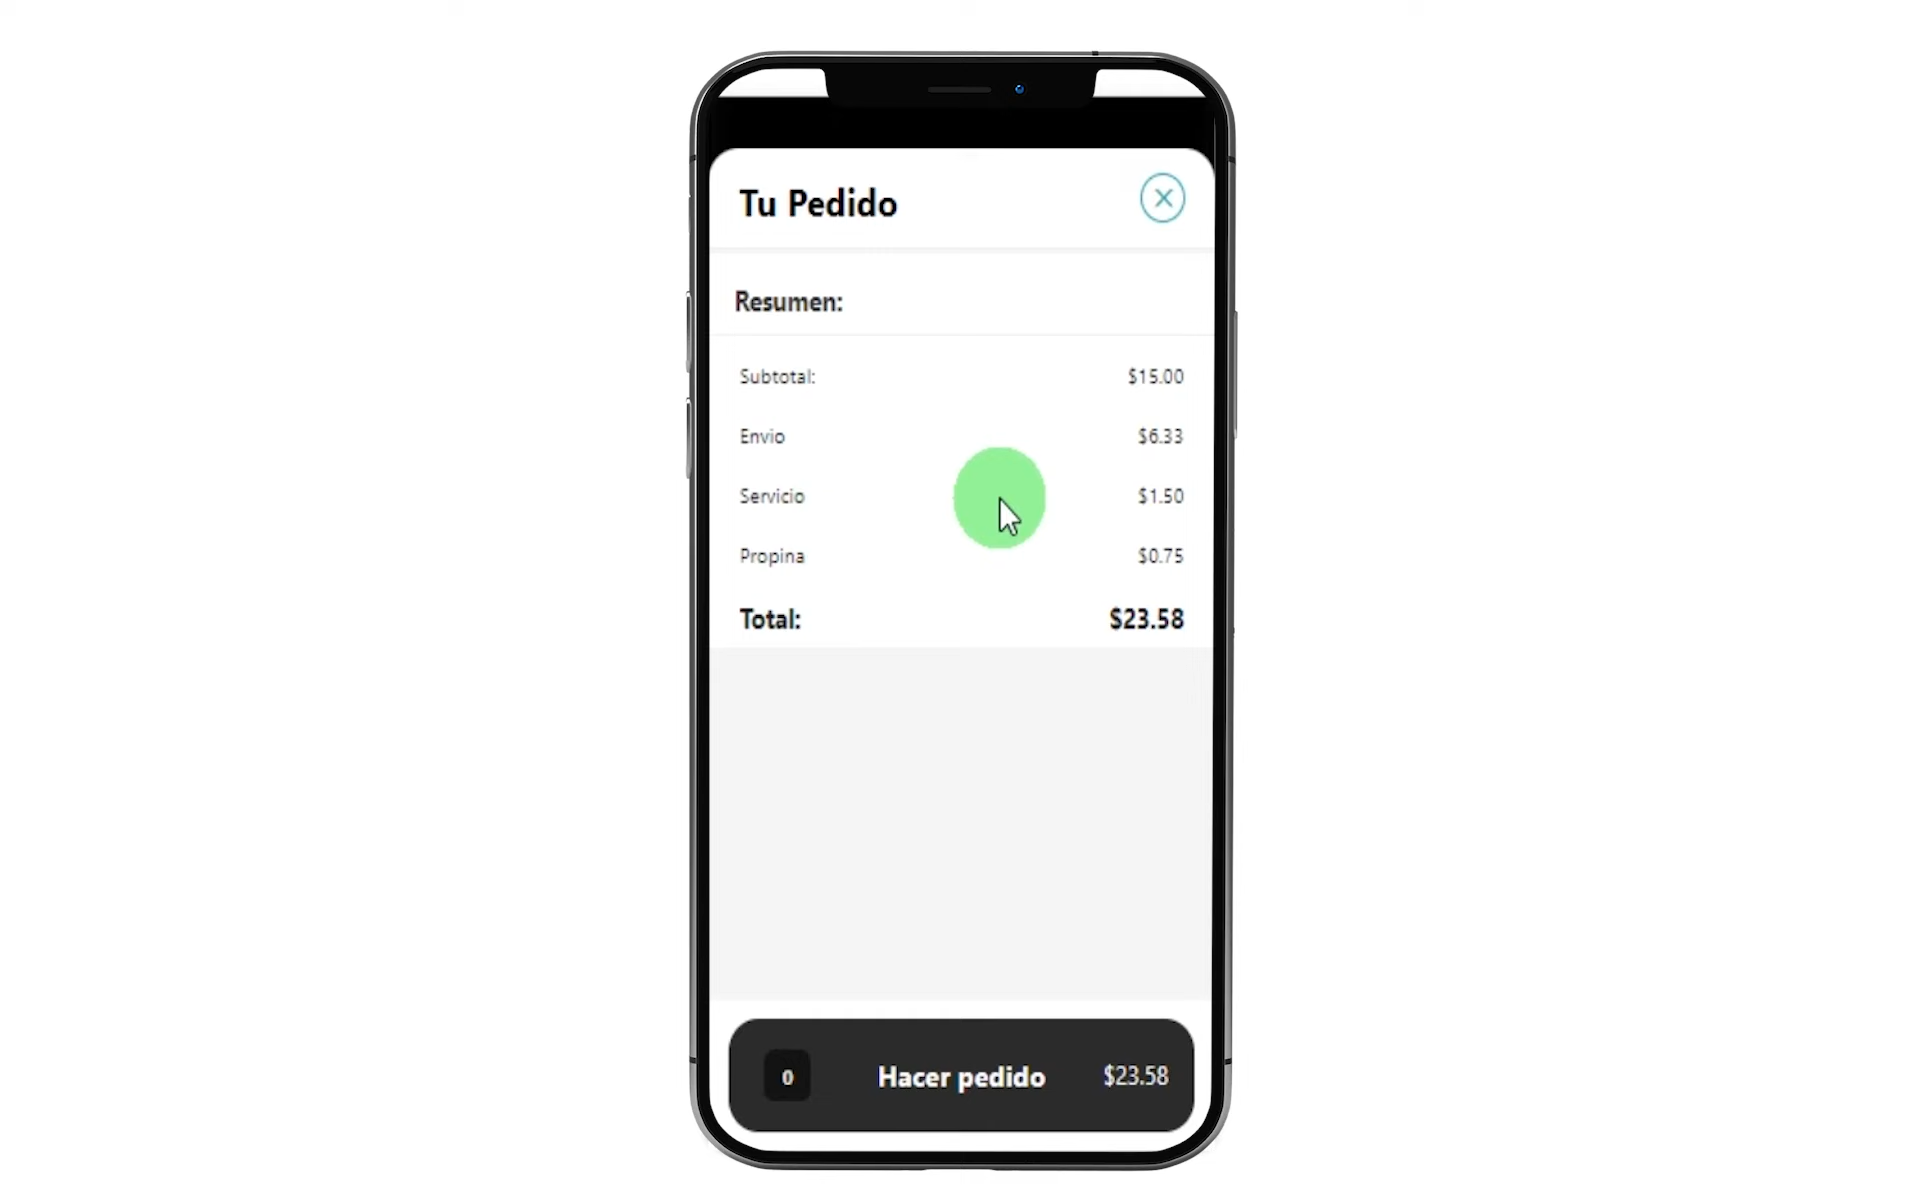 Tu Pedido
Resumen:
Subtotal: $15.00
Envio $6.33
Servicio $1.50
Propina $0.75
Total: $23.58
0 Hacer pedido $23.58